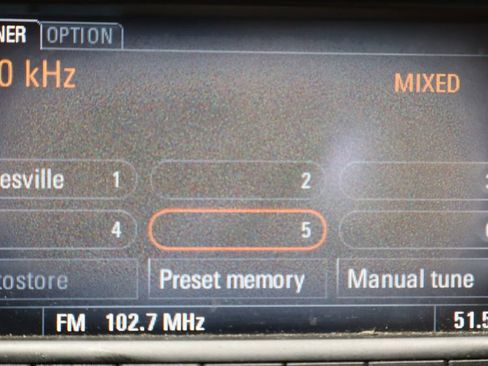 NER OPTION
0 kHz MIXED
esville 1 2
4 5
tostore Preset memory Manual tune
FM 102.7 MHz 51.5